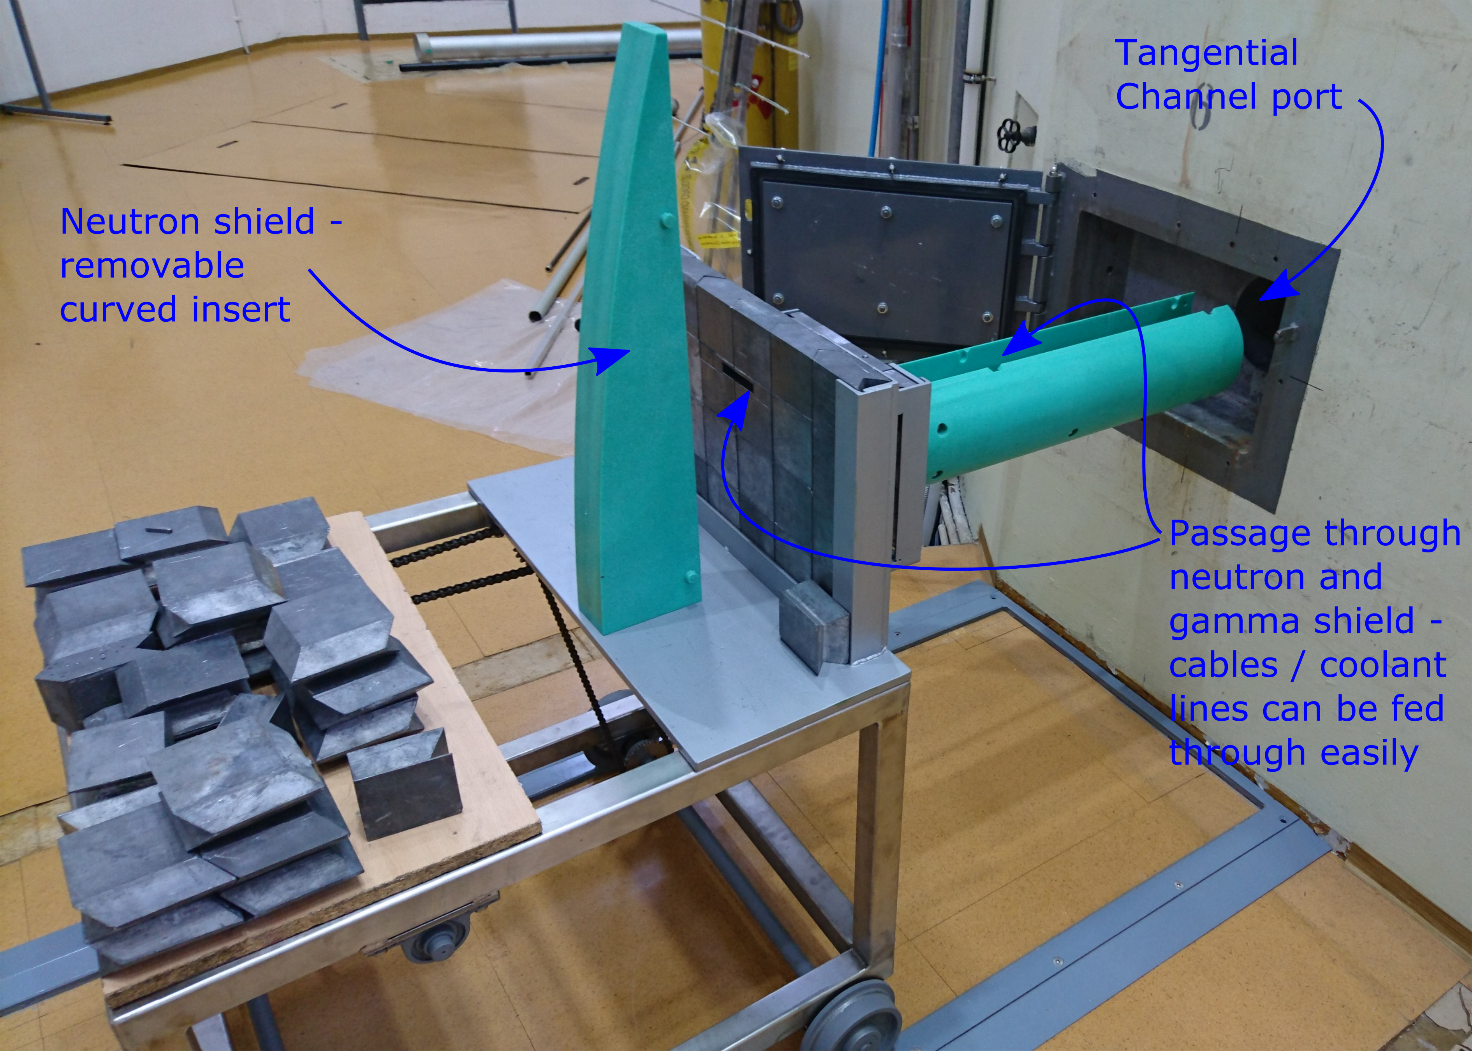 Tangential
Channel port
6
Neutron shield -
removable
curved insert
Passage through
neutron and
gamma shield -
cables / coolant
lines can be fed
through easily